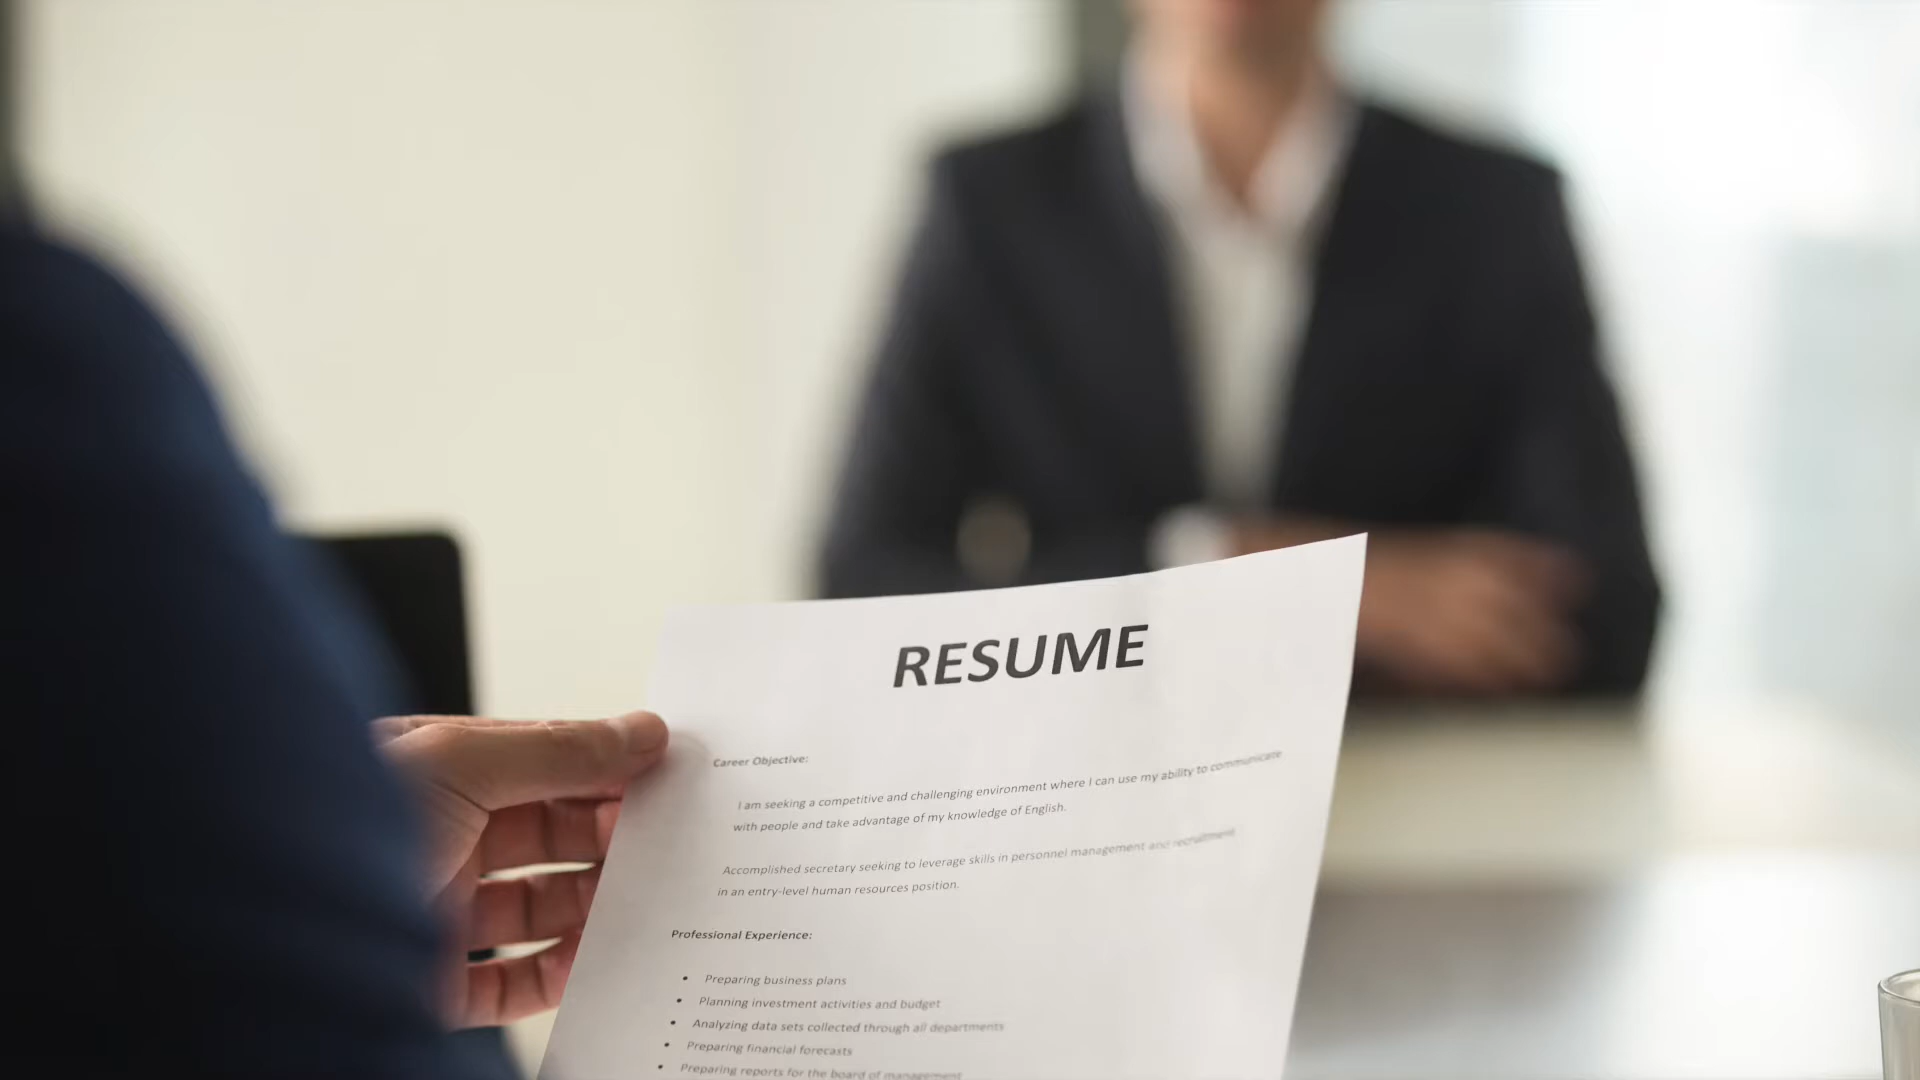 RESUME
Career Objective:
I am seeking a competitive and challenging environment where I can use my ability to communicate
with people and take advantage of my knowledge of English.
Accomplished secretary seeking to leverage skills in personnel management and recruitment
in an entry-level human resources position.
Professional Experience:
• Preparing business plans
• Planning investment activities and budget
• Analyzing data sets collected through all departments
• Preparing financial forecasts
• Preparing reports for the board of management